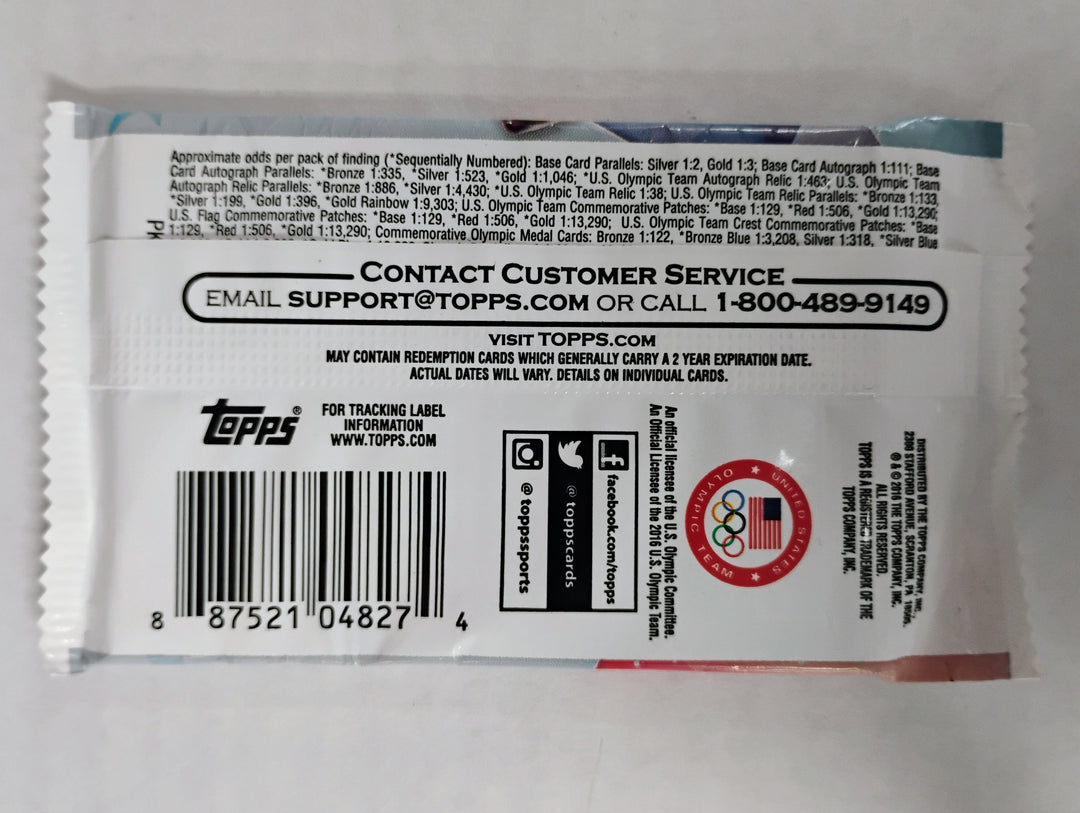 Approximate odds per pack of finding (*Sequentially Numbered): Base Card Parallels: Silver 1:2, Gold 1:3; Base Card Autograph 1:111; Base
Card Autograph Parallels: *Bronze 1:335, *Silver 1:523, *Gold 1:1,046; *U.S. Olympic Team Autograph Relic 1:463; U.S. Olympic Team
Autograph Relic Parallels: *Bronze 1:886, *Silver 1:4,430; *U.S. Olympic Team Relic 1:38; U.S. Olympic Team Relic Parallels: *Bronze 1:133,
*Silver 1:199, *Gold 1:396, *Gold Rainbow 1:9,303; U.S. Olympic Team Commemorative Patches: *Base 1:129, *Red 1:506, *Gold 1:13,290;
U.S. Flag Commemorative Patches: *Base 1:129, *Red 1:506, *Gold 1:13,290; U.S. Olympic Team Crest Commemorative Patches: *Base
1:129, *Red 1:506, *Gold 1:13,290; Commemorative Olympic Medal Cards: Bronze 1:122, *Bronze Blue 1:3,208, Silver 1:318, *Silver Blue
CONTACT CUSTOMER SERVICE
EMAIL SUPPORT@TOPPS.COM OR CALL 1-800-489-9149
VISIT TOPPS.COM
MAY CONTAIN REDEMPTION CARDS WHICH GENERALLY CARRY A 2 YEAR EXPIRATION DATE.
ACTUAL DATES WILL VARY. DETAILS ON INDIVIDUAL CARDS.
Topps®
FOR TRACKING LABEL
INFORMATION
WWW.TOPPS.COM
8 87521 04827 4
facebook.com/topps
@toppscards
@toppssports
An official licensee of the U.S. Olympic Committee.
An Official Licensee of the 2016 U.S. Olympic Team.
UNITED STATES
OLYMPIC TEAM
DISTRIBUTED BY THE TOPPS COMPANY, INC.,
2300 STAFFORD AVENUE, SCRANTON, PA 18505.
® & © 2016 THE TOPPS COMPANY, INC.
ALL RIGHTS RESERVED.
TOPPS IS A REGISTERED TRADEMARK OF THE
TOPPS COMPANY, INC.